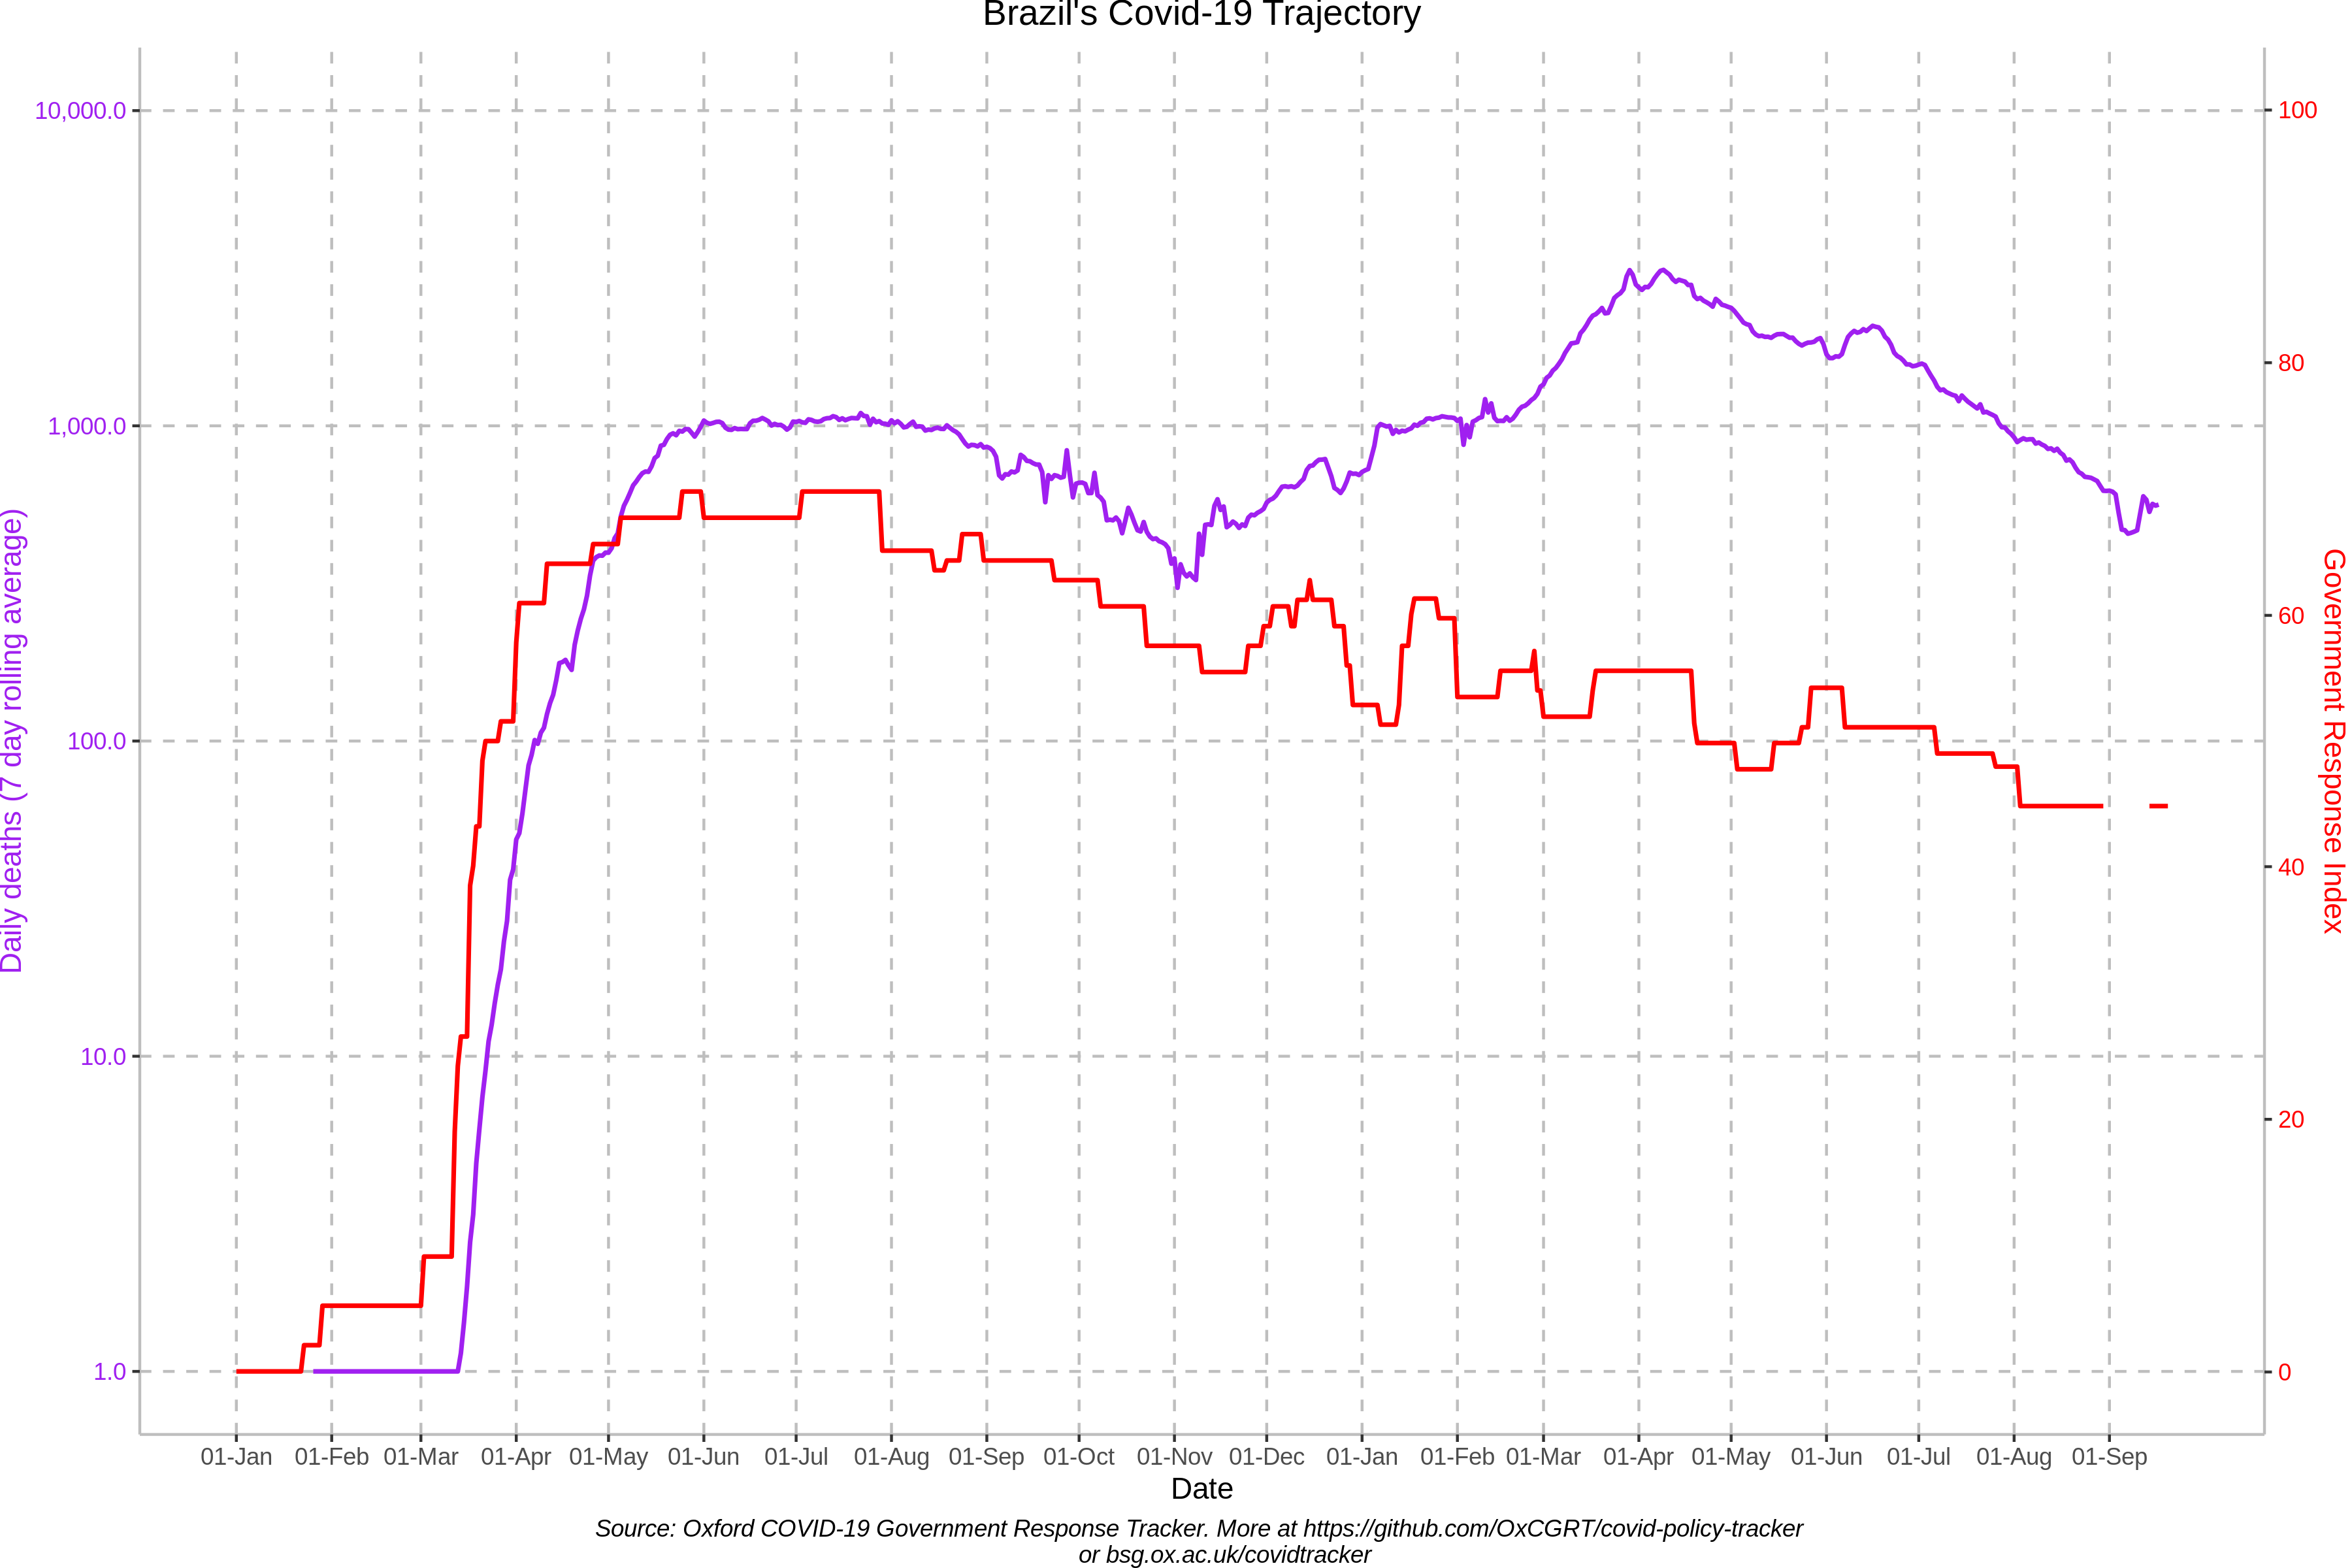 Brazil's Covid-19 Trajectory
10,000.0
1,000.0
100.0
10.0
1.0
Daily deaths (7 day rolling average)
100
80
60
40
20
0
Government Response Index
01-Jan 01-Feb 01-Mar 01-Apr 01-May 01-Jun 01-Jul 01-Aug 01-Sep 01-Oct 01-Nov 01-Dec 01-Jan 01-Feb 01-Mar 01-Apr 01-May 01-Jun 01-Jul 01-Aug 01-Sep
Date
Source: Oxford COVID-19 Government Response Tracker. More at https://github.com/OxCGRT/covid-policy-tracker
or bsg.ox.ac.uk/covidtracker